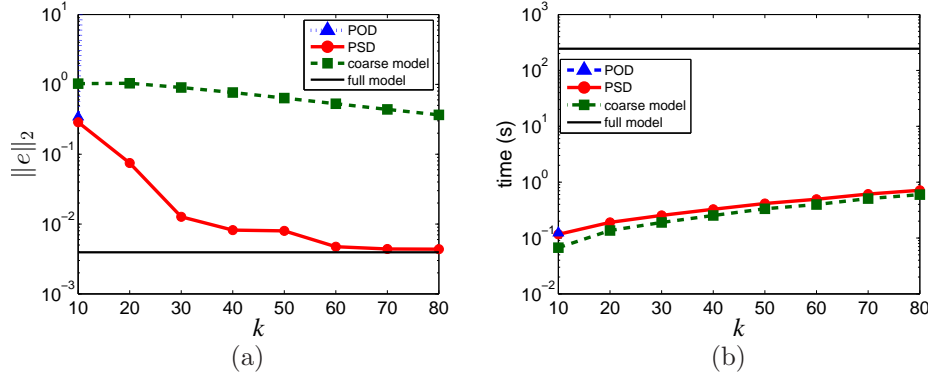 10^1
10^0
10^-1
10^-2
10^-3
‖e‖_2
POD
PSD
coarse model
full model
10 20 30 40 50 60 70 80
k
(a)
10^3
10^2
10^1
10^0
10^-1
10^-2
time (s)
POD
PSD
coarse model
full model
10 20 30 40 50 60 70 80
k
(b)